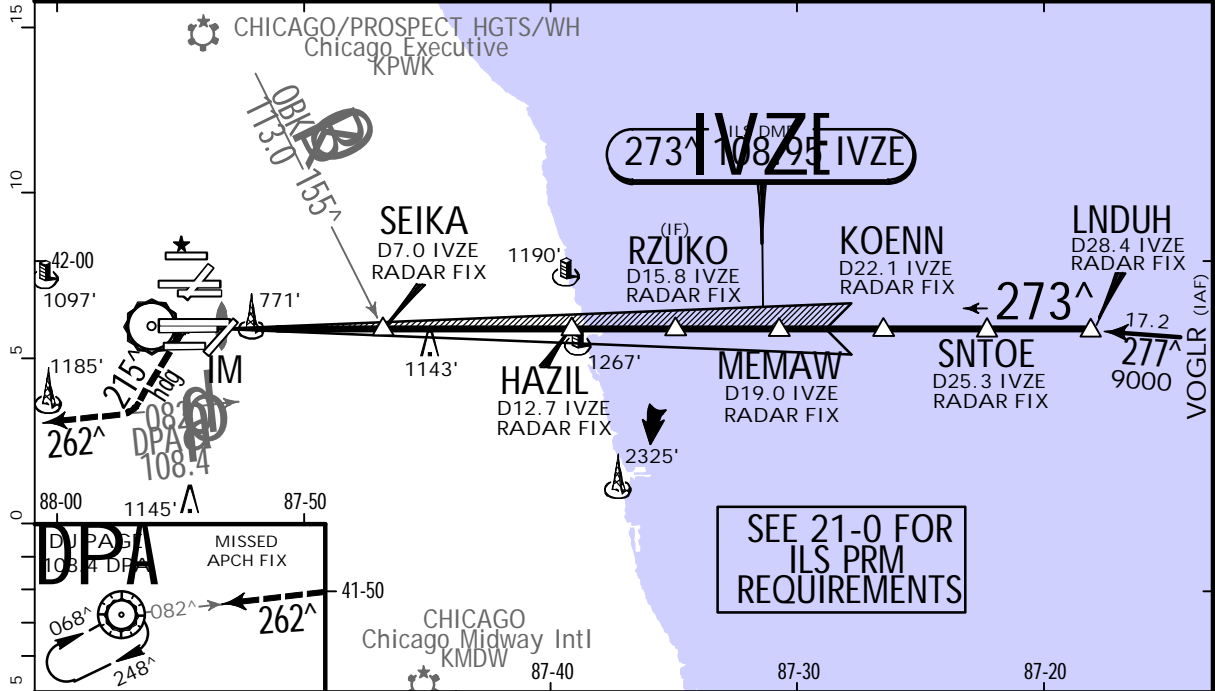 15
CHICAGO/PROSPECT HGTS/WH
Chicago Executive
KPWK
OBK
113.0
155^
ILS DME
273^ 108.95 IVZE
IVZE
10
SEIKA
D7.0 IVZE
RADAR FIX
1190'
(IF)
RZUKO
D15.8 IVZE
RADAR FIX
KOENN
D22.1 IVZE
RADAR FIX
LNDUH
D28.4 IVZE
RADAR FIX
42-00
1097'
771'
273^
17.2
277^
9000
VOGLR (IAF)
5
1185'
215^
hdg
IM
1143'
1267'
HAZIL
D12.7 IVZE
RADAR FIX
MEMAW
D19.0 IVZE
RADAR FIX
SNTOE
D25.3 IVZE
RADAR FIX
262^
082^
DPA
108.4
2325'
88-00
1145'
87-50
0
DPA
DUPAGE
108.4 DPA
MISSED
APCH FIX
SEE 21-0 FOR
ILS PRM
REQUIREMENTS
41-50
068^
082^
262^
248^
CHICAGO
Chicago Midway Intl
KMDW
5
87-40
87-30
87-20